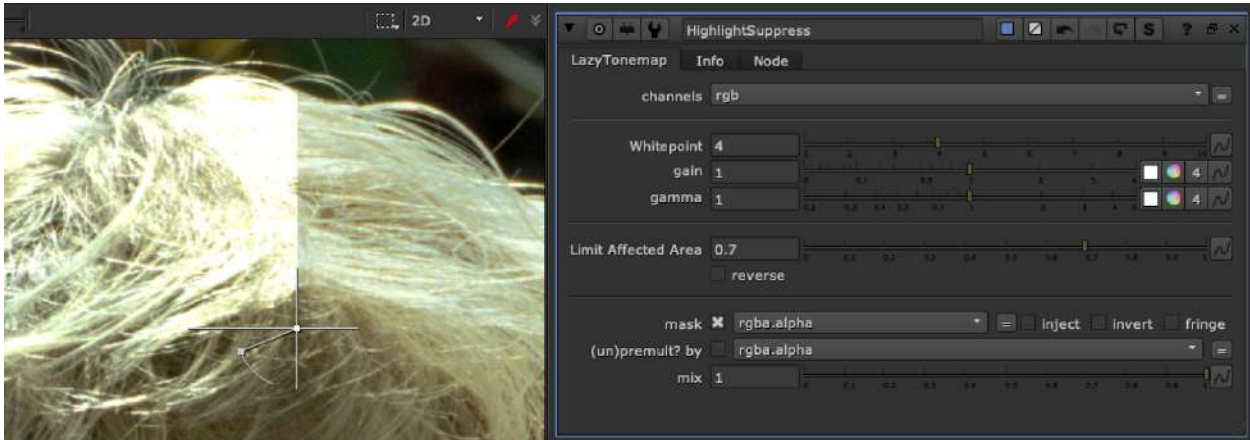 2D
HighlightSuppress S ?
LazyTonemap Info Node
channels rgb =
Whitepoint 4
gain 1 4
gamma 1 4
Limit Affected Area 0.7
reverse
mask rgba.alpha = inject invert fringe
(un)premult? by rgba.alpha =
mix 1